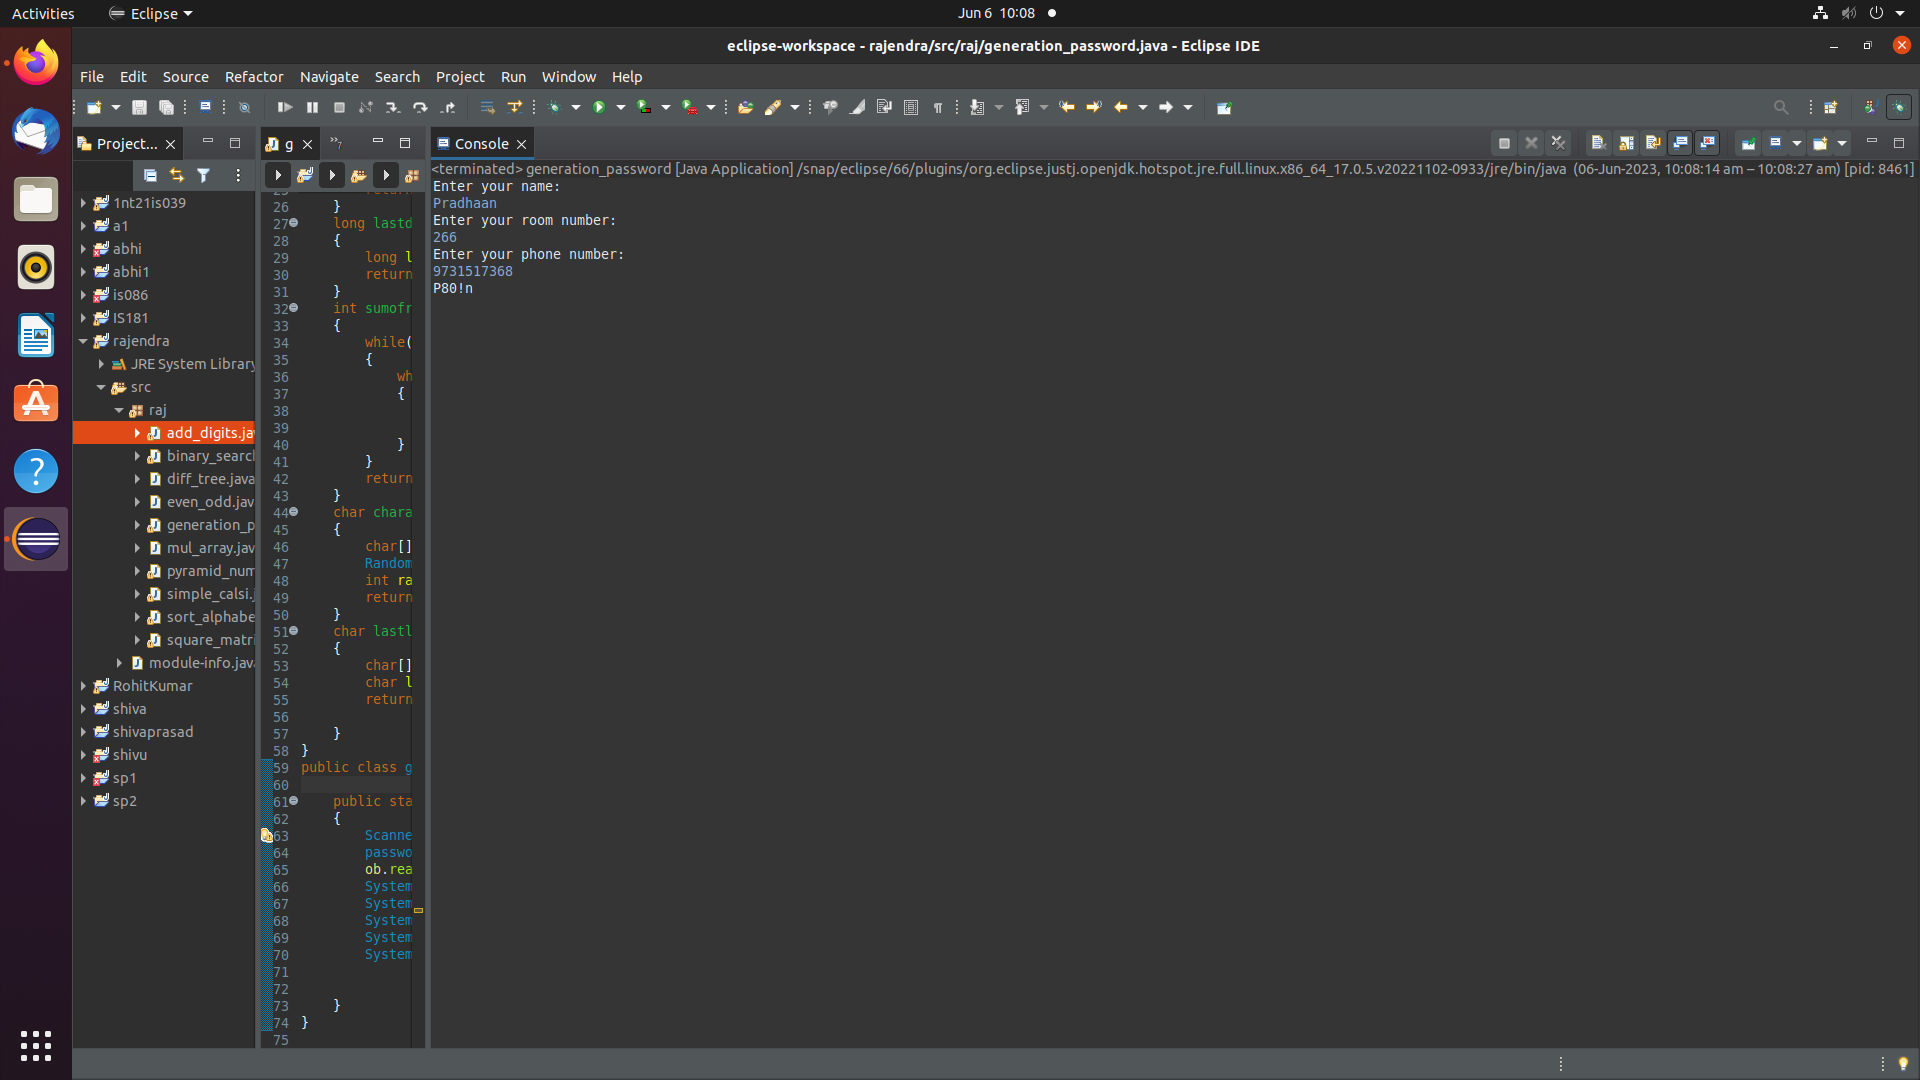 Activities
Eclipse
Jun 6 10:08
eclipse-workspace - rajendra/src/raj/generation_password.java - Eclipse IDE
File Edit Source Refactor Navigate Search Project Run Window Help
Project...
g
Console
<terminated> generation_password [Java Application] /snap/eclipse/66/plugins/org.eclipse.justj.openjdk.hotspot.jre.full.linux.x86_64_17.0.5.v20221102-0933/jre/bin/java (06-Jun-2023, 10:08:14 am – 10:08:27 am) [pid: 8461]
Enter your name:
Pradhaan
Enter your room number:
266
Enter your phone number:
9731517368
P80!n
1nt21is039
a1
abhi
abhi1
is086
IS181
rajendra
JRE System Library
src
raj
add_digits.jav
binary_search
diff_tree.java
even_odd.jav
generation_p
mul_array.jav
pyramid_num
simple_calsi.j
sort_alphabe
square_matri
module-info.java
RohitKumar
shiva
shivaprasad
shivu
sp1
sp2
26 }
27 long lastd
28 {
29 long l
30 return
31 }
32 int sumofr
33 {
34 while(
35 {
36 wh
37 {
38
39
40 }
41 }
42 return
43 }
44 char chara
45 {
46 char[]
47 Random
48 int ra
49 return
50 }
51 char lastl
52 {
53 char[]
54 char l
55 return
56
57 }
58 }
59 public class g
60
61 public sta
62 {
63 Scanne
64 passwo
65 ob.rea
66 System
67 System
68 System
69 System
70 System
71
72
73 }
74 }
75